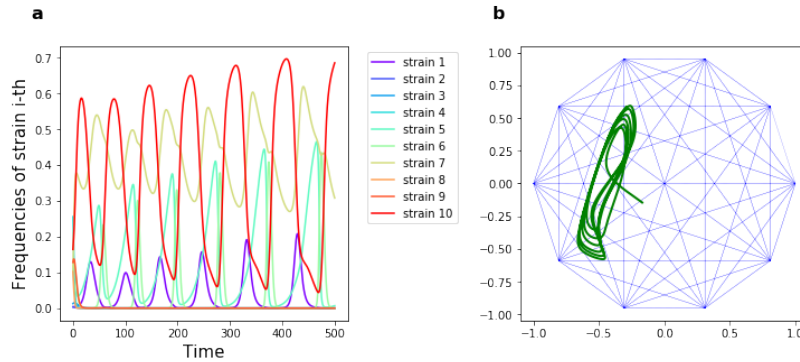 a
b
Frequencies of strain i-th
0.7
0.6
0.5
0.4
0.3
0.2
0.1
0.0
0
100
200
300
400
500
Time
strain 1
strain 2
strain 3
strain 4
strain 5
strain 6
strain 7
strain 8
strain 9
strain 10
1.00
0.75
0.50
0.25
0.00
−0.25
−0.50
−0.75
−1.00
−1.0
−0.5
0.0
0.5
1.0